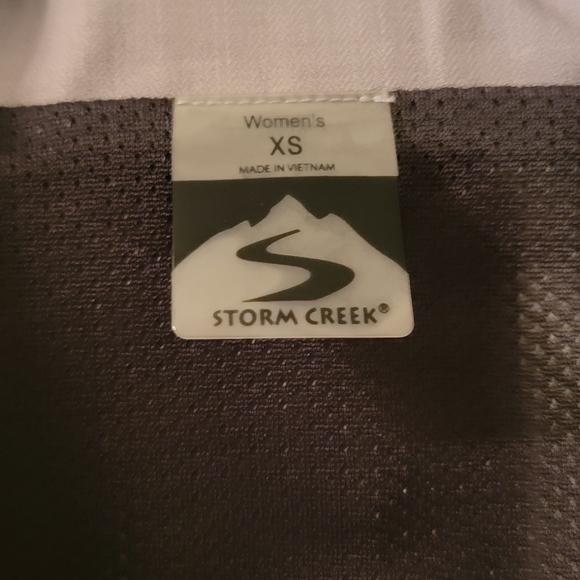 Women's
XS
MADE IN VIETNAM
STORM CREEK®